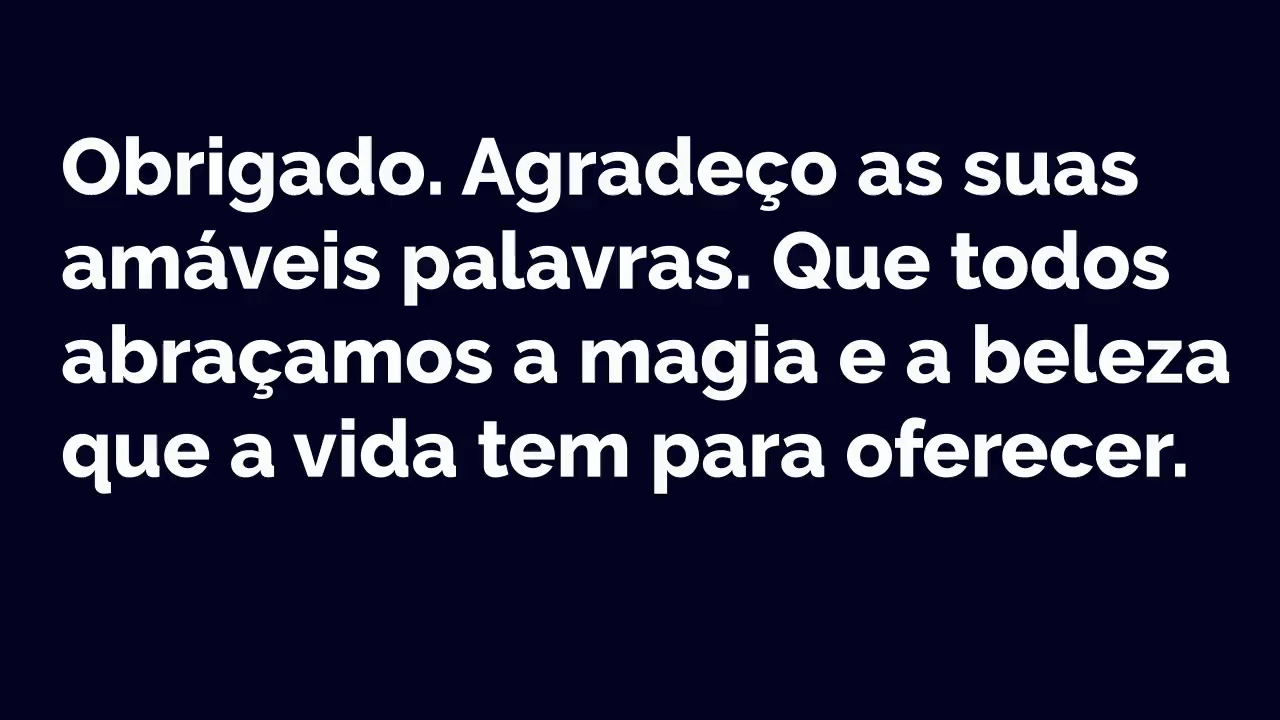 Obrigado. Agradeço as suas
amáveis palavras. Que todos
abraçamos a magia e a beleza
que a vida tem para oferecer.